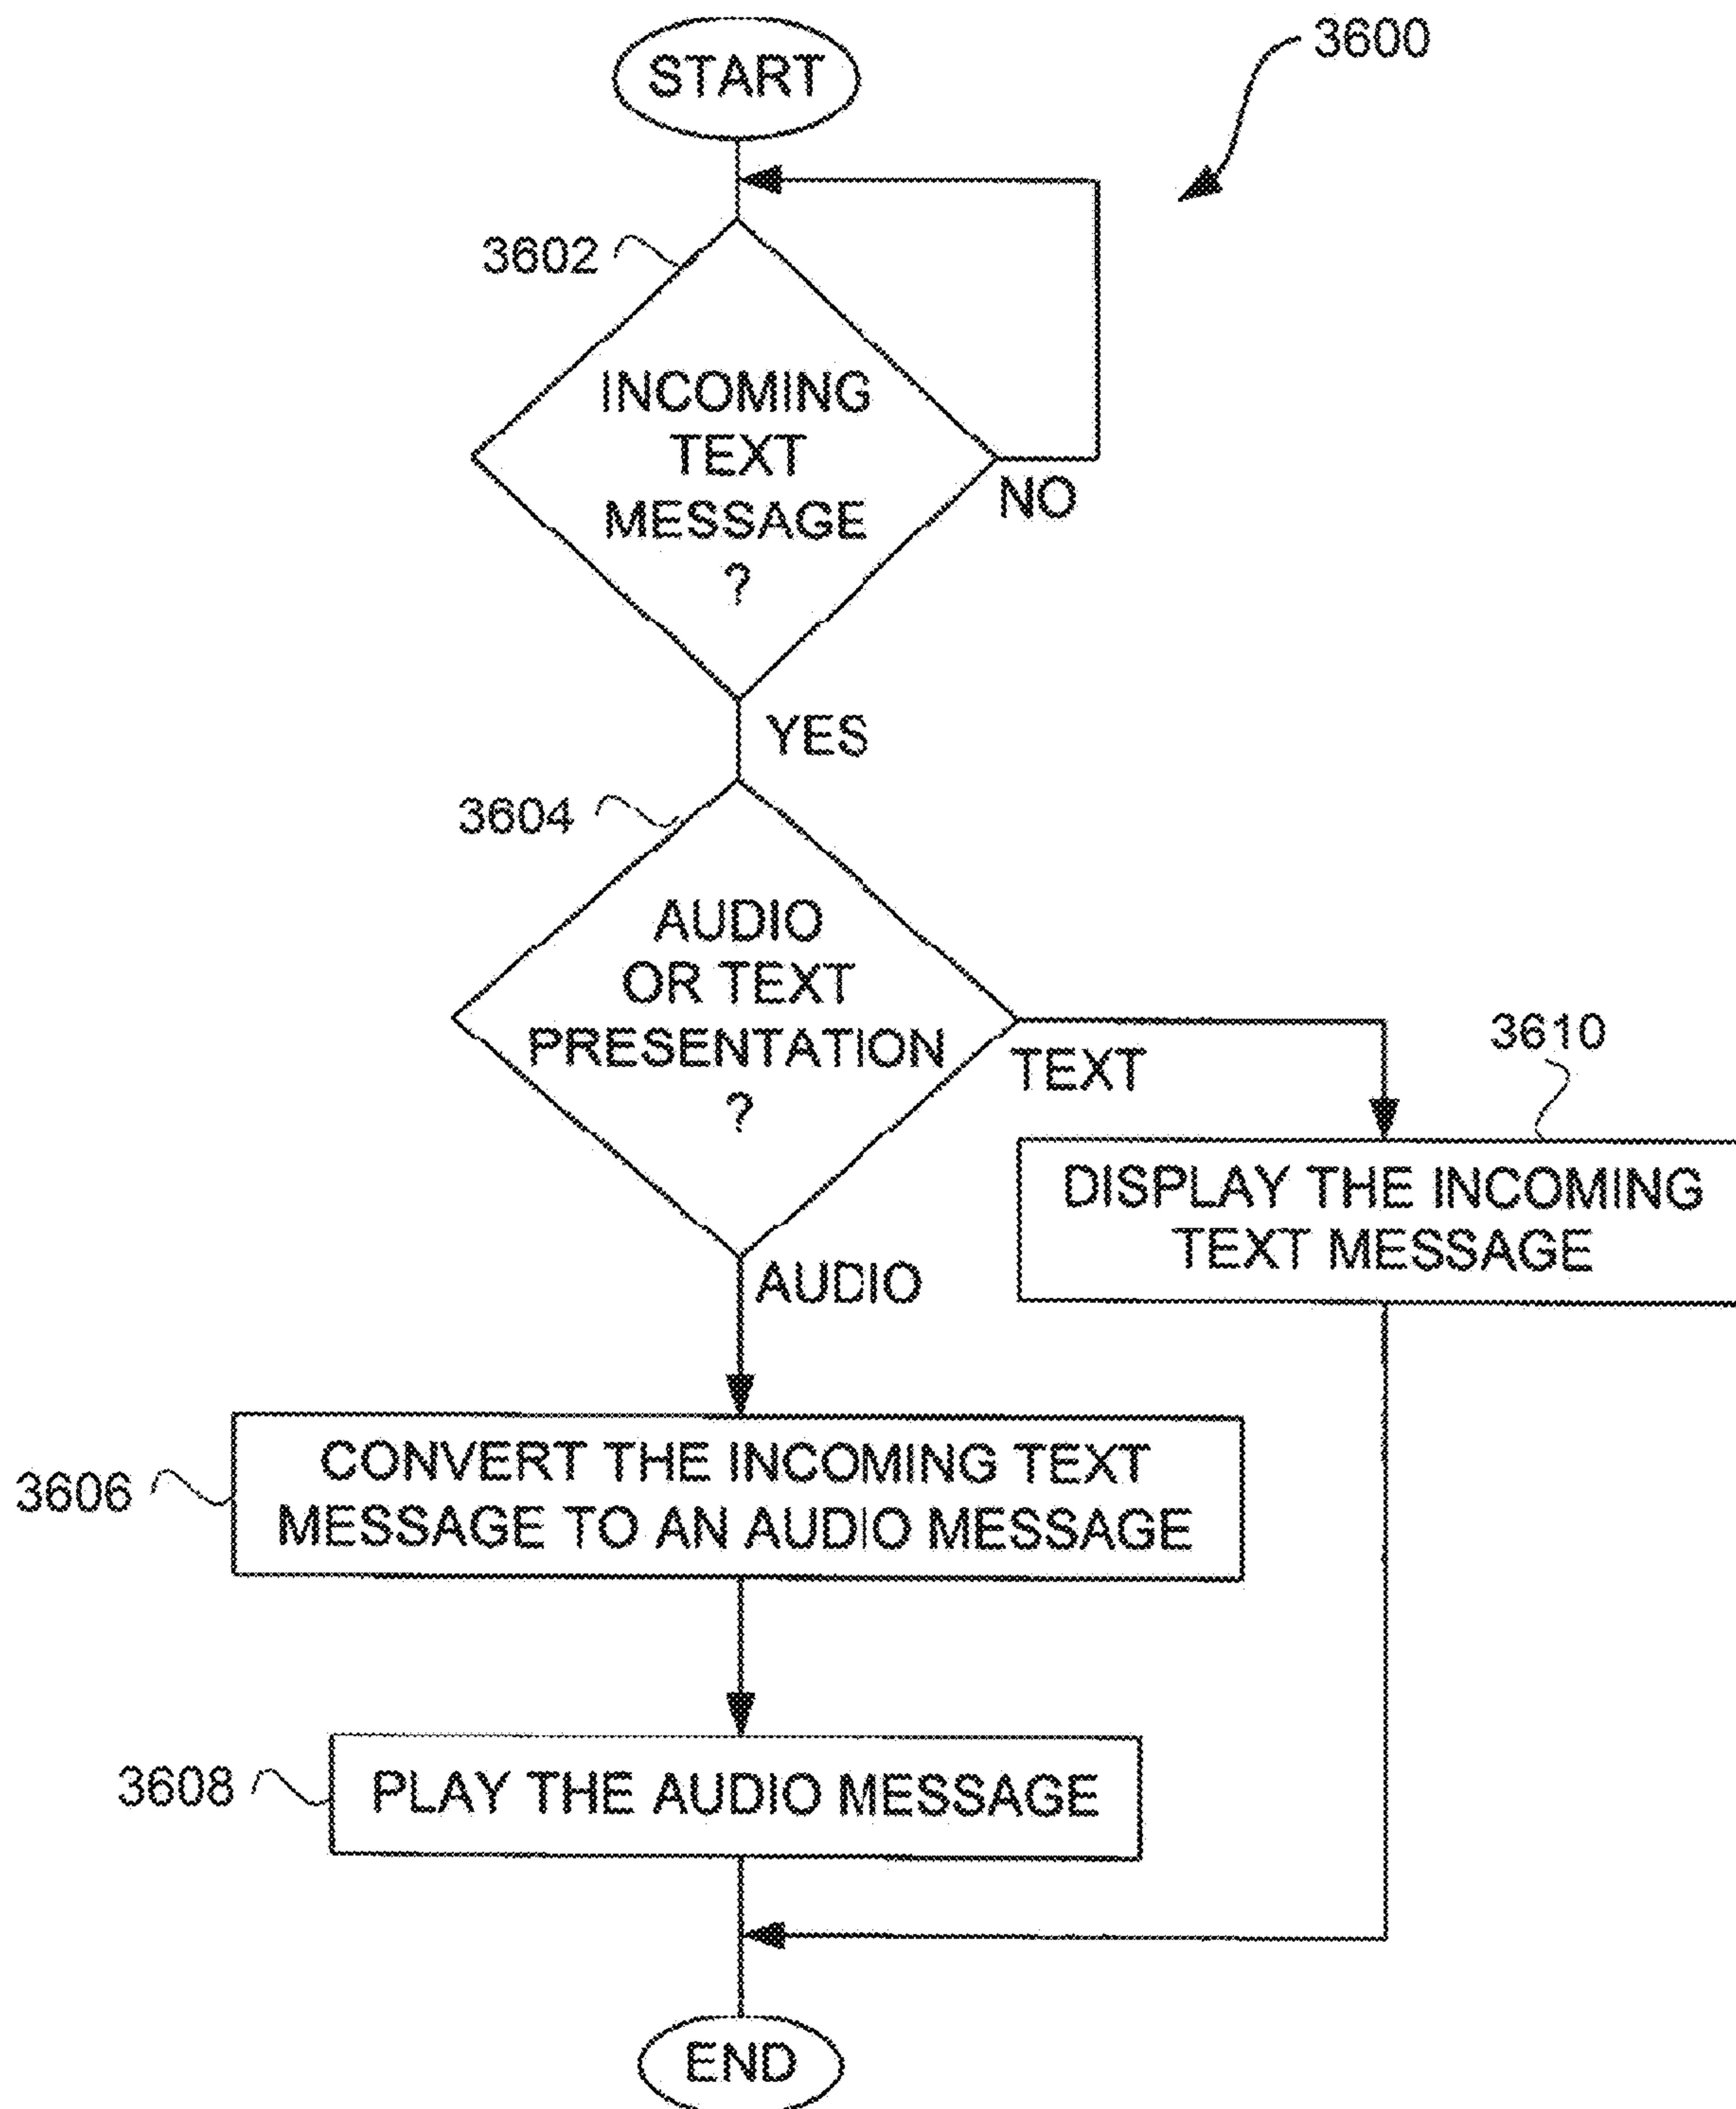 START
3600
3602
INCOMING
TEXT
MESSAGE
?
NO
YES
3604
AUDIO
OR TEXT
PRESENTATION
?
TEXT
3610
DISPLAY THE INCOMING
TEXT MESSAGE
AUDIO
3606
CONVERT THE INCOMING TEXT
MESSAGE TO AN AUDIO MESSAGE
3608
PLAY THE AUDIO MESSAGE
END